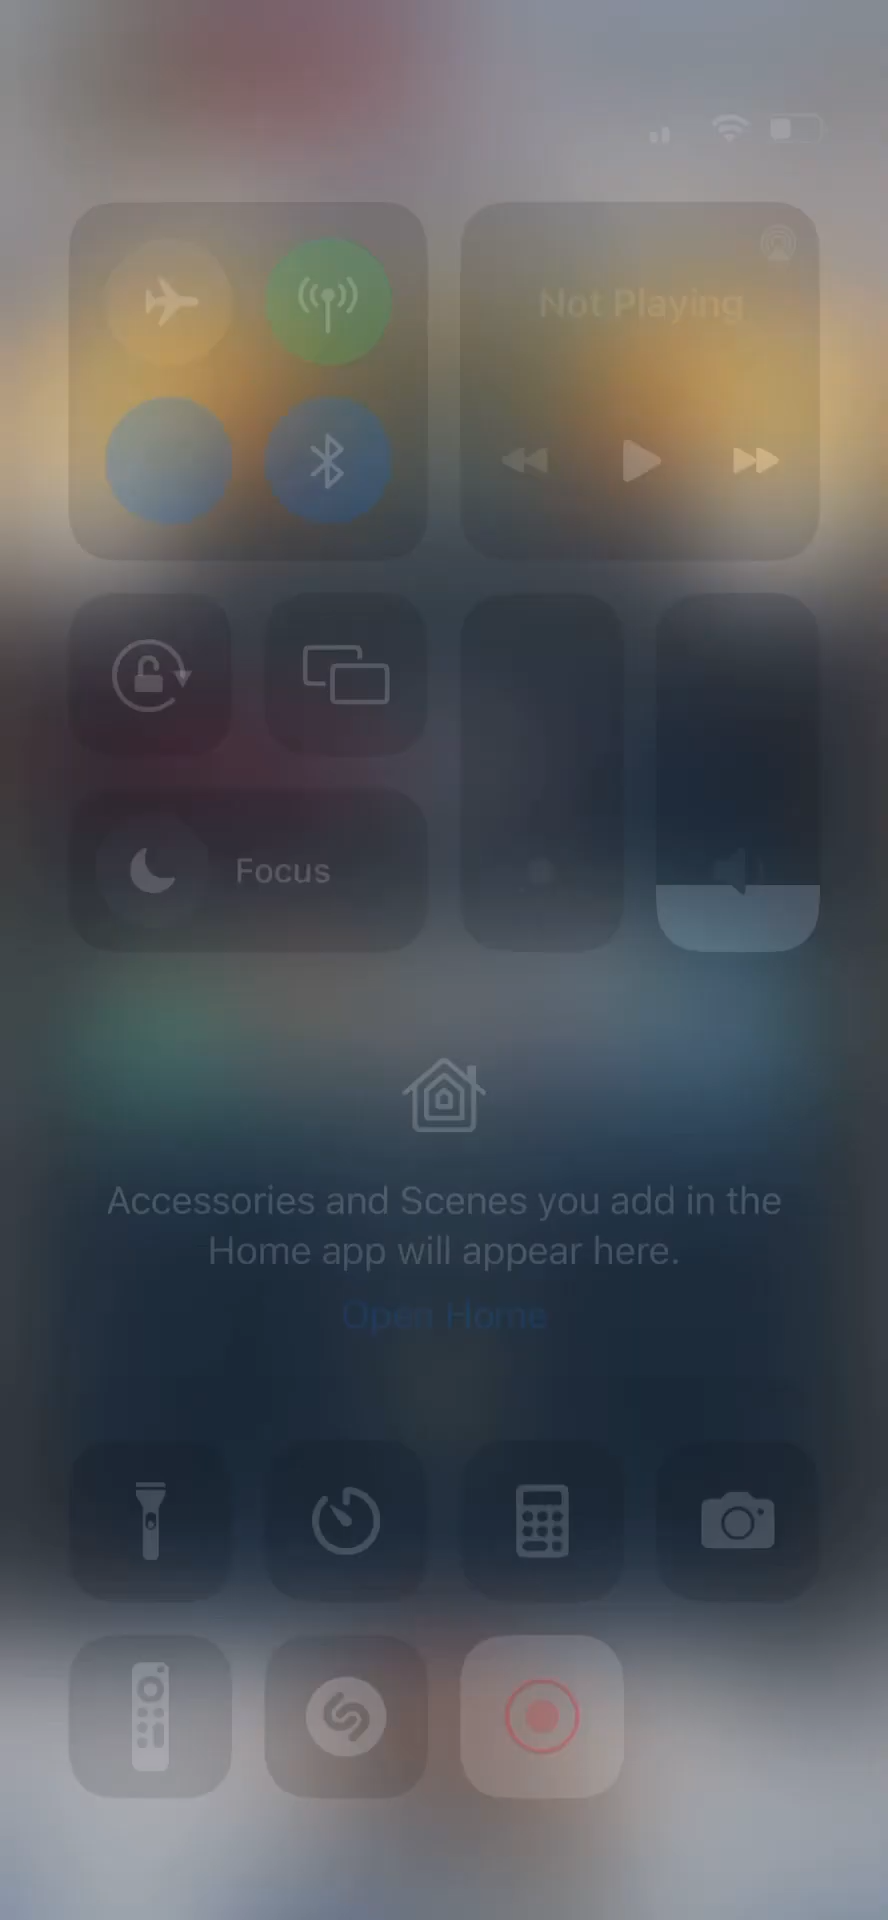 Not Playing
Focus
Accessories and Scenes you add in the
Home app will appear here.
Open Home